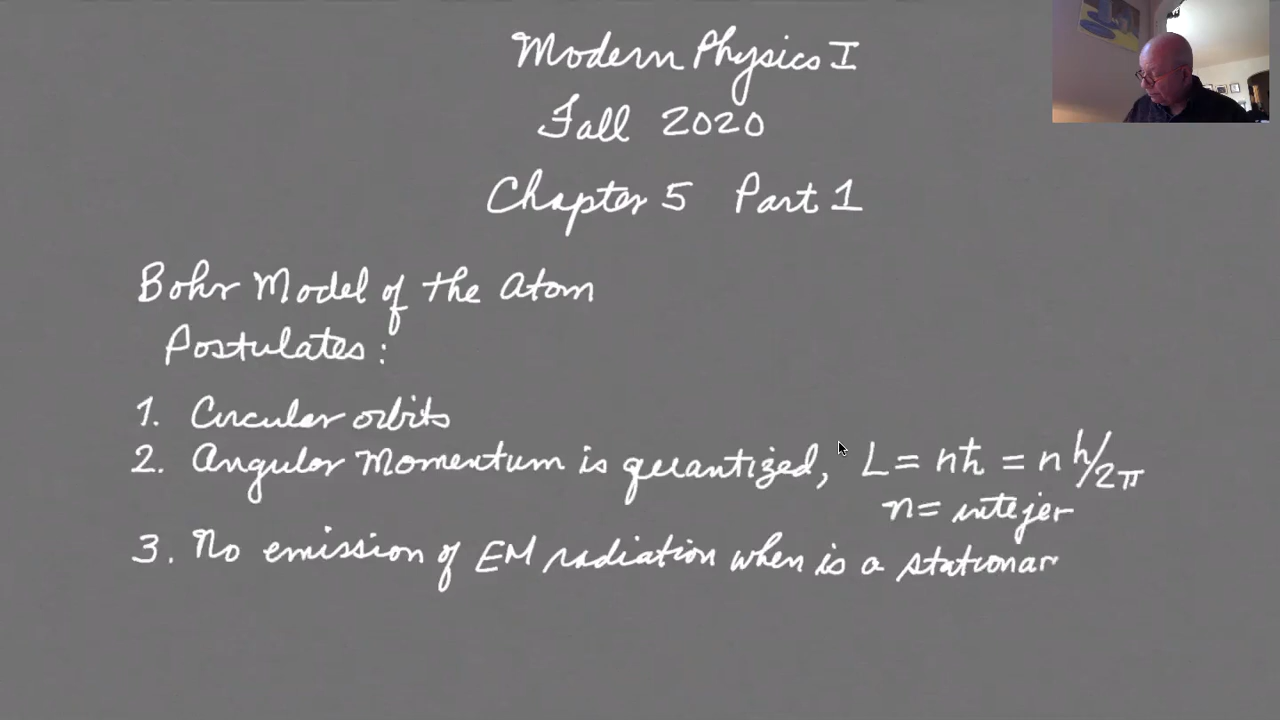 Modern Physics I
Fall 2020
Chapter 5 Part 1
Bohr Model of the Atom
Postulates:
1. Circular orbits
2. Angular Momentum is quantized, L = nħ = n h/2π
n = integer
3. No emission of EM radiation when is a stationar